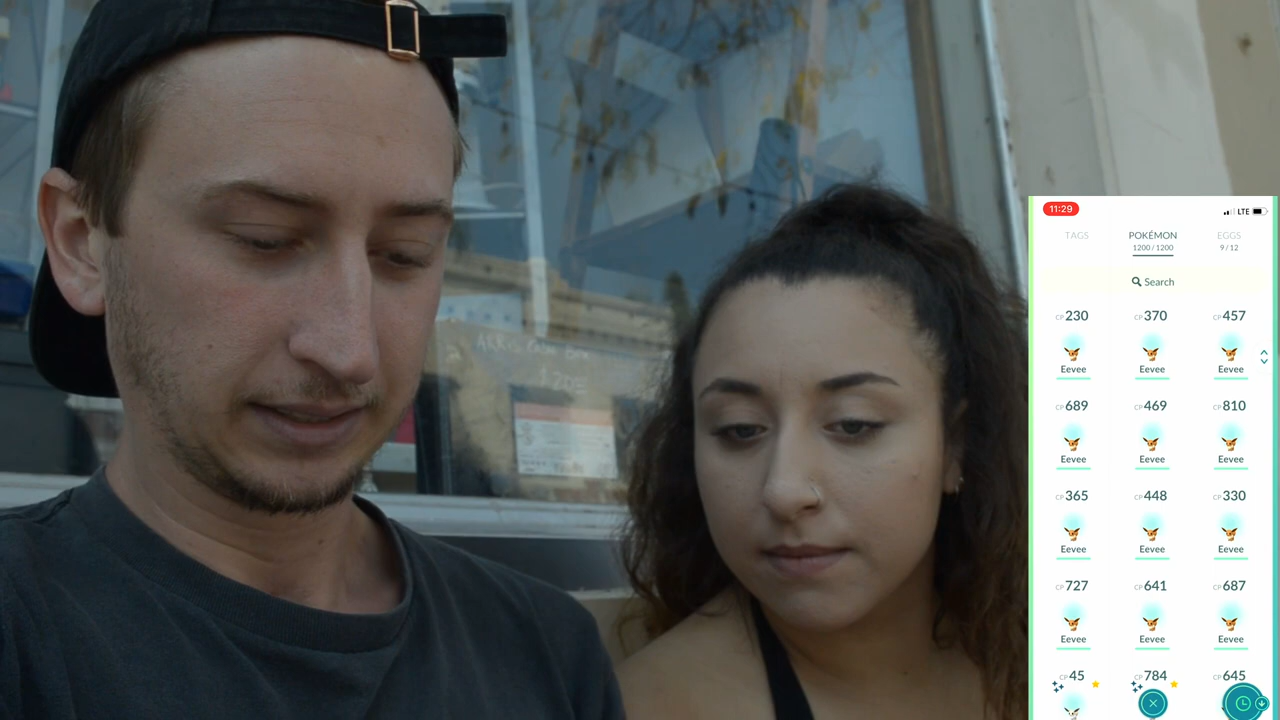 11:29
LTE
TAGS
POKÉMON
EGGS
1200 / 1200
9 / 12
Search
CP230
CP370
CP457
Eevee
Eevee
Eevee
CP689
CP469
CP810
Eevee
Eevee
Eevee
CP365
CP448
CP330
Eevee
Eevee
Eevee
CP727
CP641
CP687
Eevee
Eevee
Eevee
CP45
CP784
CP645